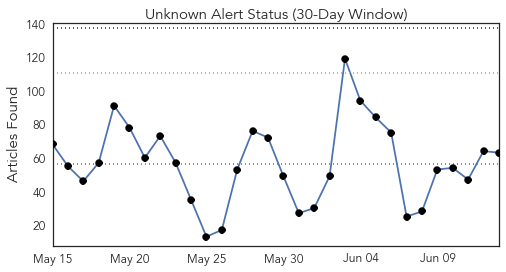 Unknown Alert Status (30-Day Window)
Articles Found
140
120
100
80
60
40
20
May 15 May 20 May 25 May 30 Jun 04 Jun 09